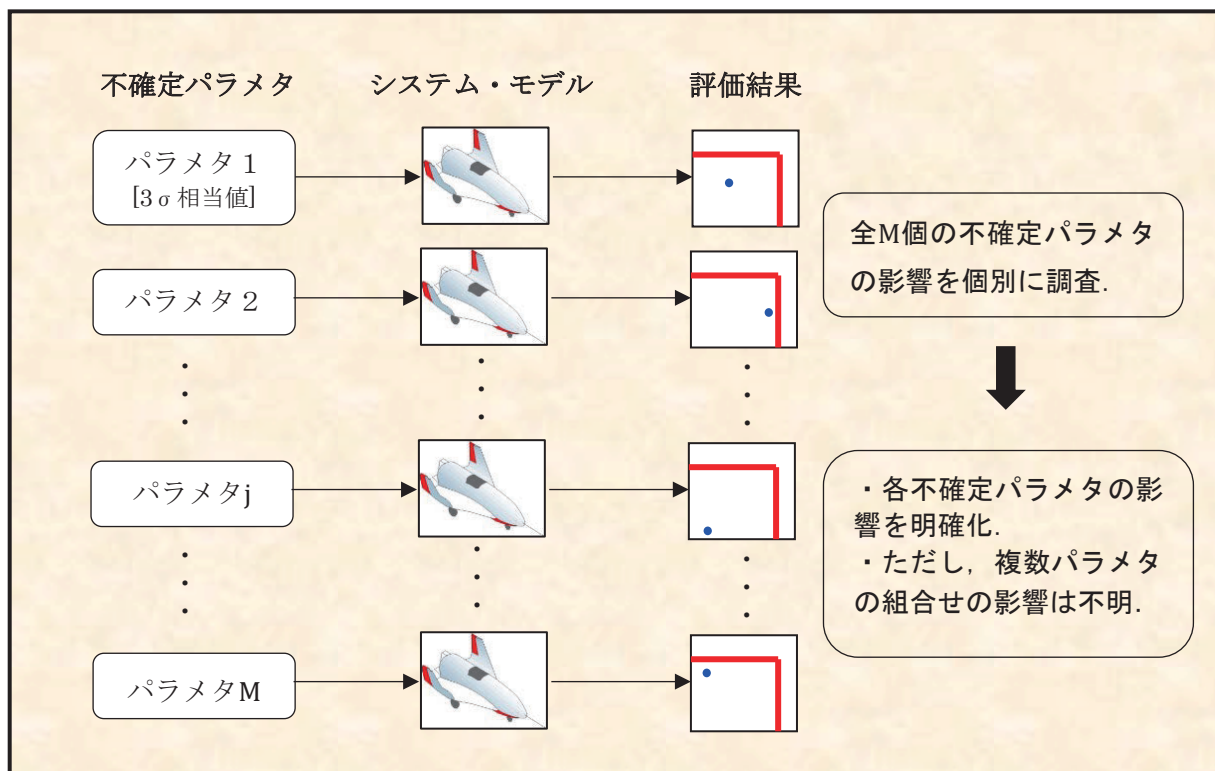 不確定パラメタ
システム・モデル
評価結果
パラメタ１
[3σ相当値]
パラメタ２
・
・
・
・
・
・
・
・
・
パラメタj
・
・
・
・
・
・
・
・
・
パラメタM
全M個の不確定パラメタ
の影響を個別に調査.
・各不確定パラメタの影
響を明確化.
・ただし，複数パラメタ
の組合せの影響は不明.